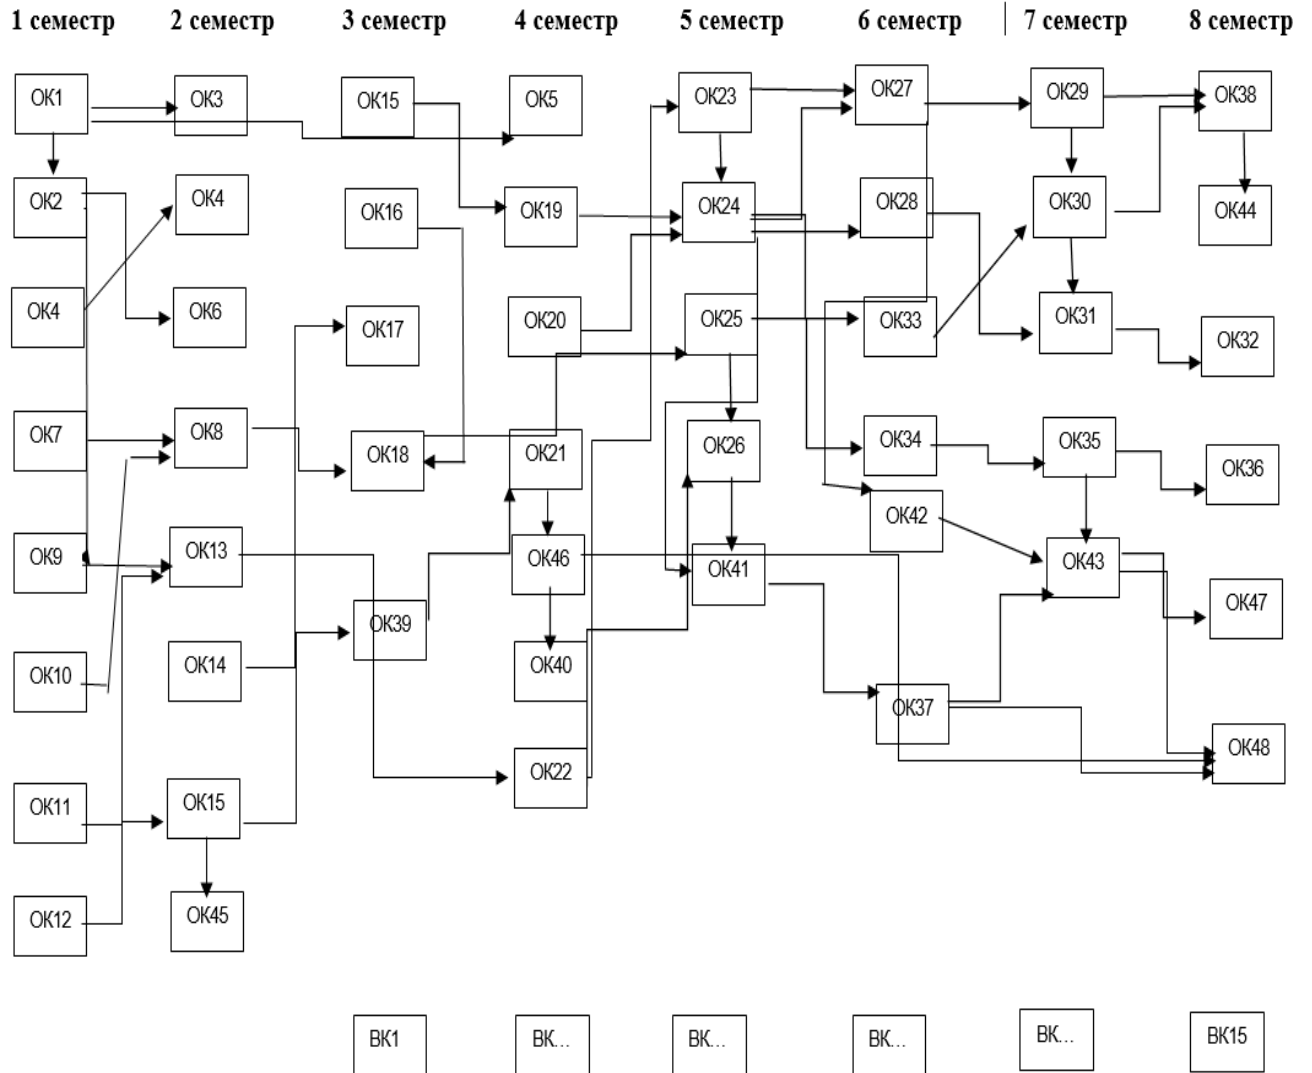 1 семестр 2 семестр 3 семестр 4 семестр 5 семестр 6 семестр 7 семестр 8 семестр
ОК1 ОК3 ОК15 ОК5 ОК23 ОК27 ОК29 ОК38
ОК2 ОК4 ОК16 ОК19 ОК24 ОК28 ОК30 ОК44
ОК4 ОК6 ОК17 ОК20 ОК25 ОК33 ОК31 ОК32
ОК7 ОК8 ОК18 ОК21 ОК26 ОК34 ОК35 ОК36
ОК42
ОК9 ОК13 ОК46 ОК41 ОК43 ОК47
ОК39
ОК10 ОК14 ОК40 ОК37
ОК22 ОК48
ОК11 ОК15
ОК12 ОК45
ВК1 ВК... ВК... ВК... ВК... ВК15